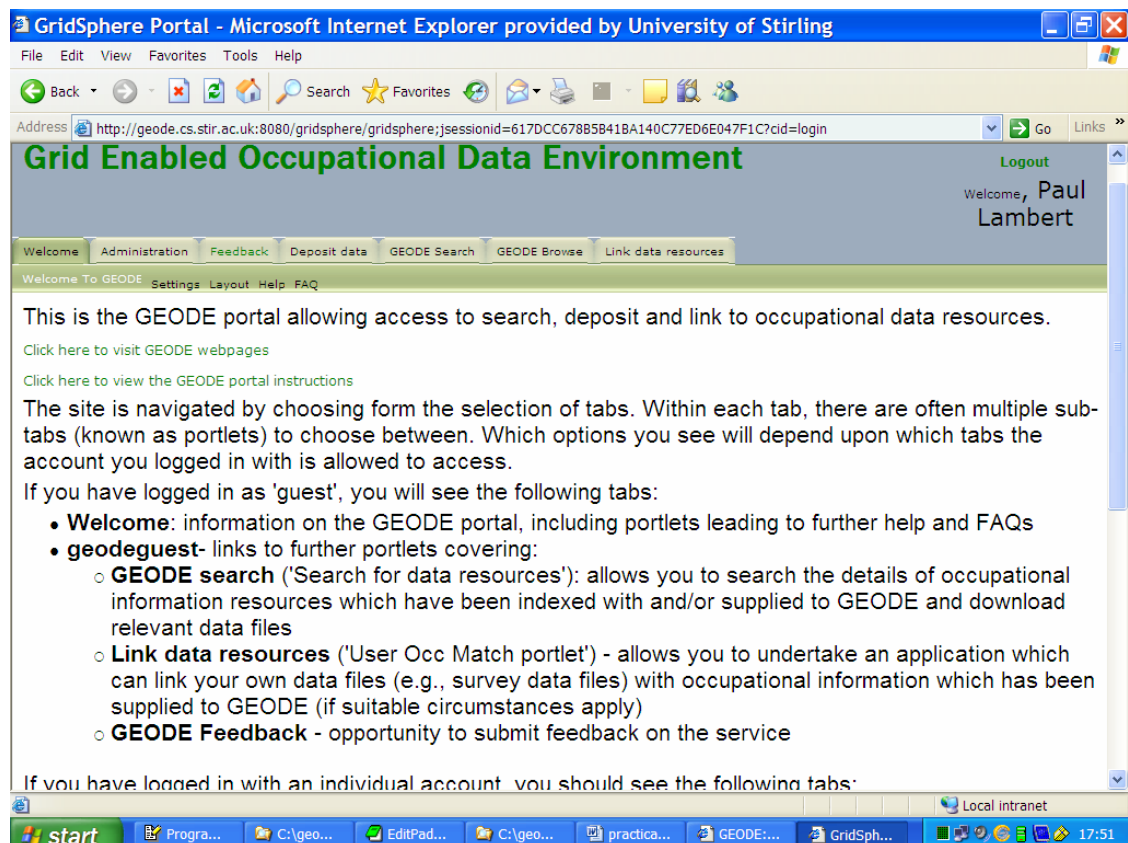 GridSphere Portal - Microsoft Internet Explorer provided by University of Stirling
File Edit View Favorites Tools Help
Back Search Favorites
Address http://geode.cs.stir.ac.uk:8080/gridsphere/gridsphere;jsessionid=617DCC678B5B41BA140C77ED6E047F1C?cid=login Go Links »
Grid Enabled Occupational Data Environment
Logout
Welcome, Paul
Lambert
Welcome Administration Feedback Deposit data GEODE Search GEODE Browse Link data resources
Welcome To GEODE Settings Layout Help FAQ
This is the GEODE portal allowing access to search, deposit and link to occupational data resources.
Click here to visit GEODE webpages
Click here to view the GEODE portal instructions
The site is navigated by choosing form the selection of tabs. Within each tab, there are often multiple sub-
tabs (known as portlets) to choose between. Which options you see will depend upon which tabs the
account you logged in with is allowed to access.
If you have logged in as 'guest', you will see the following tabs:
• Welcome: information on the GEODE portal, including portlets leading to further help and FAQs
• geodeguest- links to further portlets covering:
○ GEODE search ('Search for data resources'): allows you to search the details of occupational
information resources which have been indexed with and/or supplied to GEODE and download
relevant data files
○ Link data resources ('User Occ Match portlet') - allows you to undertake an application which
can link your own data files (e.g., survey data files) with occupational information which has been
supplied to GEODE (if suitable circumstances apply)
○ GEODE Feedback - opportunity to submit feedback on the service
If you have logged in with an individual account, you should see the following tabs:
Local intranet
start Progra... C:\geo... EditPad... C:\geo... practica... GEODE:... GridSph... 17:51